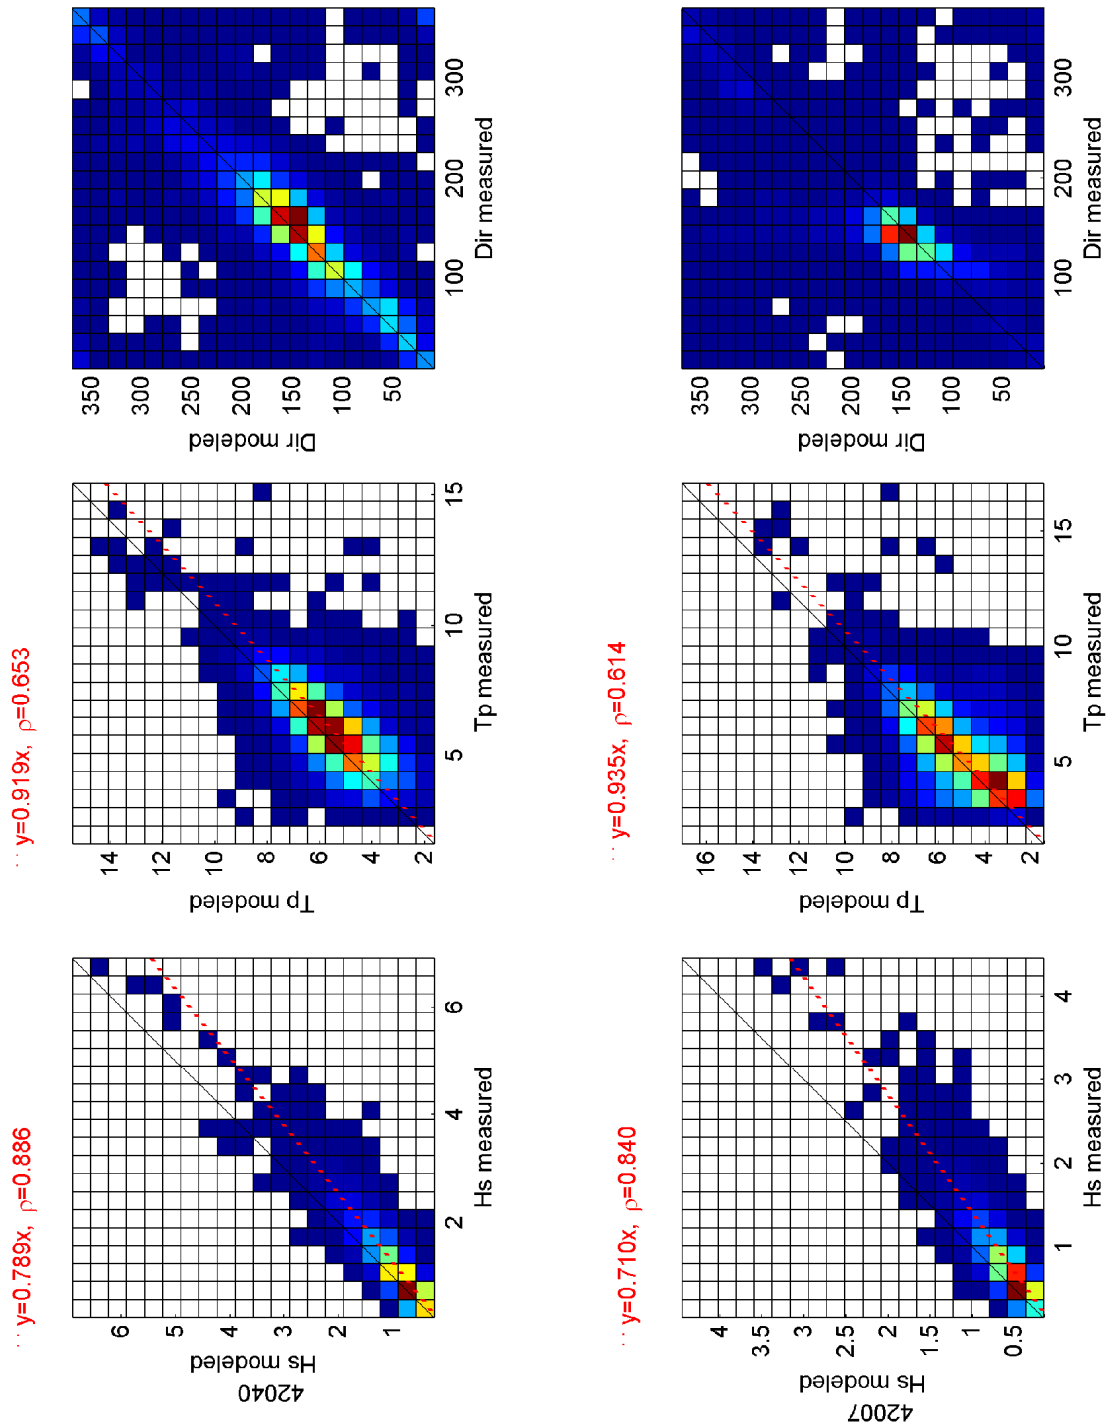 y=0.789x, ρ=0.886
42040
Hs modeled
6
5
4
3
2
1
2 4 6
Hs measured
y=0.919x, ρ=0.653
Tp modeled
14
12
10
8
6
4
2
5 10 15
Tp measured
Dir modeled
350
300
250
200
150
100
50
100 200 300
Dir measured
y=0.710x, ρ=0.840
42007
Hs modeled
4
3.5
3
2.5
2
1.5
1
0.5
1 2 3 4
Hs measured
y=0.935x, ρ=0.614
Tp modeled
16
14
12
10
8
6
4
2
5 10 15
Tp measured
Dir modeled
350
300
250
200
150
100
50
100 200 300
Dir measured